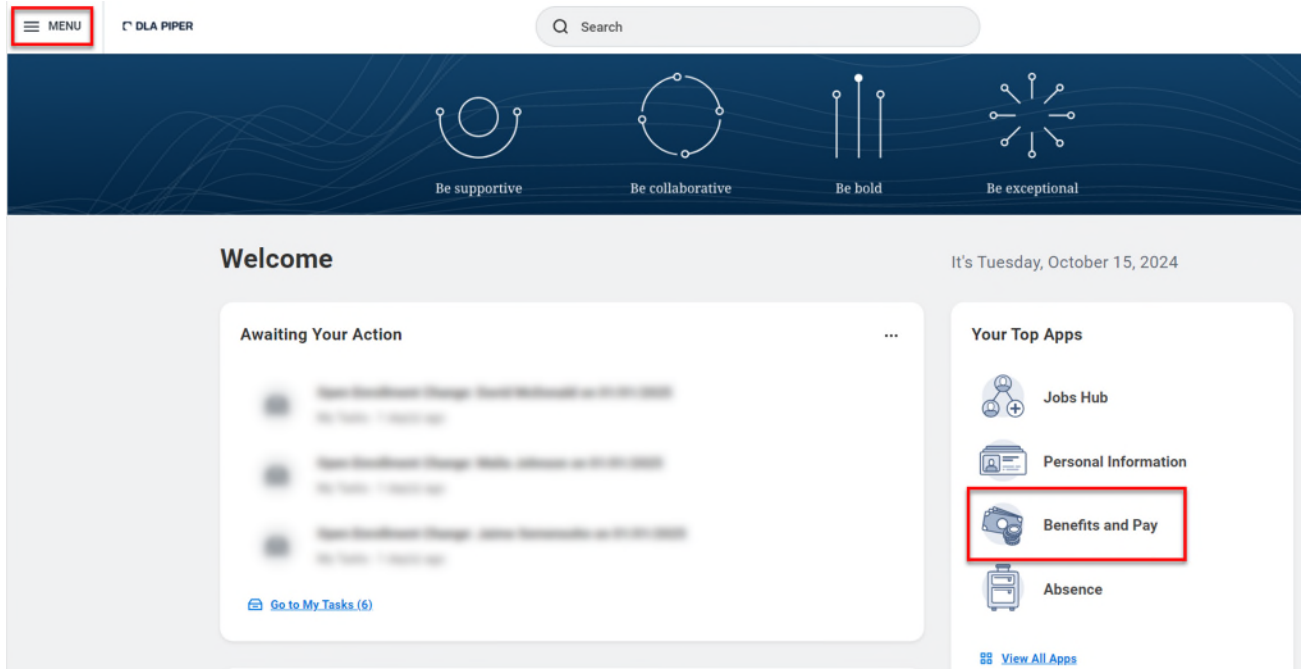 MENU
DLA PIPER
Search
Be supportive
Be collaborative
Be bold
Be exceptional
Welcome
It's Tuesday, October 15, 2024
Awaiting Your Action
...
Go to My Tasks (6)
Your Top Apps
Jobs Hub
Personal Information
Benefits and Pay
Absence
View All Apps